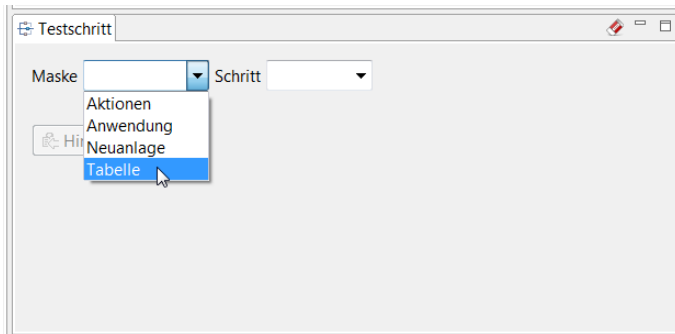 Testschritt
Maske Schritt
Aktionen
Anwendung
Neuanlage
Tabelle